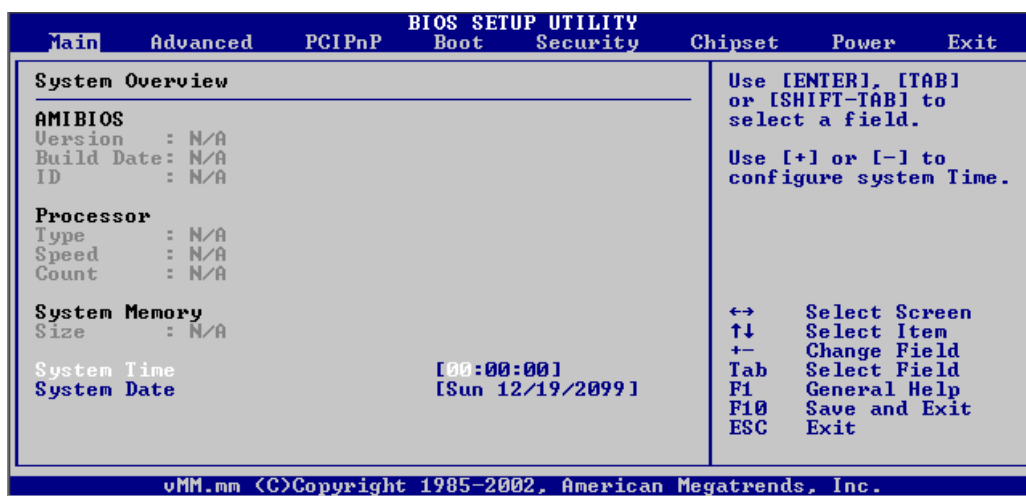 BIOS SETUP UTILITY
Main Advanced PCIPnP Boot Security Chipset Power Exit
System Overview
AMIBIOS
Version : N/A
Build Date: N/A
ID : N/A
Processor
Type : N/A
Speed : N/A
Count : N/A
System Memory
Size : N/A
System Time [00:00:00]
System Date [Sun 12/19/2099]
Use [ENTER], [TAB]
or [SHIFT-TAB] to
select a field.
Use [+] or [-] to
configure system Time.
↔ Select Screen
↑↓ Select Item
+- Change Field
Tab Select Field
F1 General Help
F10 Save and Exit
ESC Exit
vMM.mm (C)Copyright 1985-2002, American Megatrends, Inc.